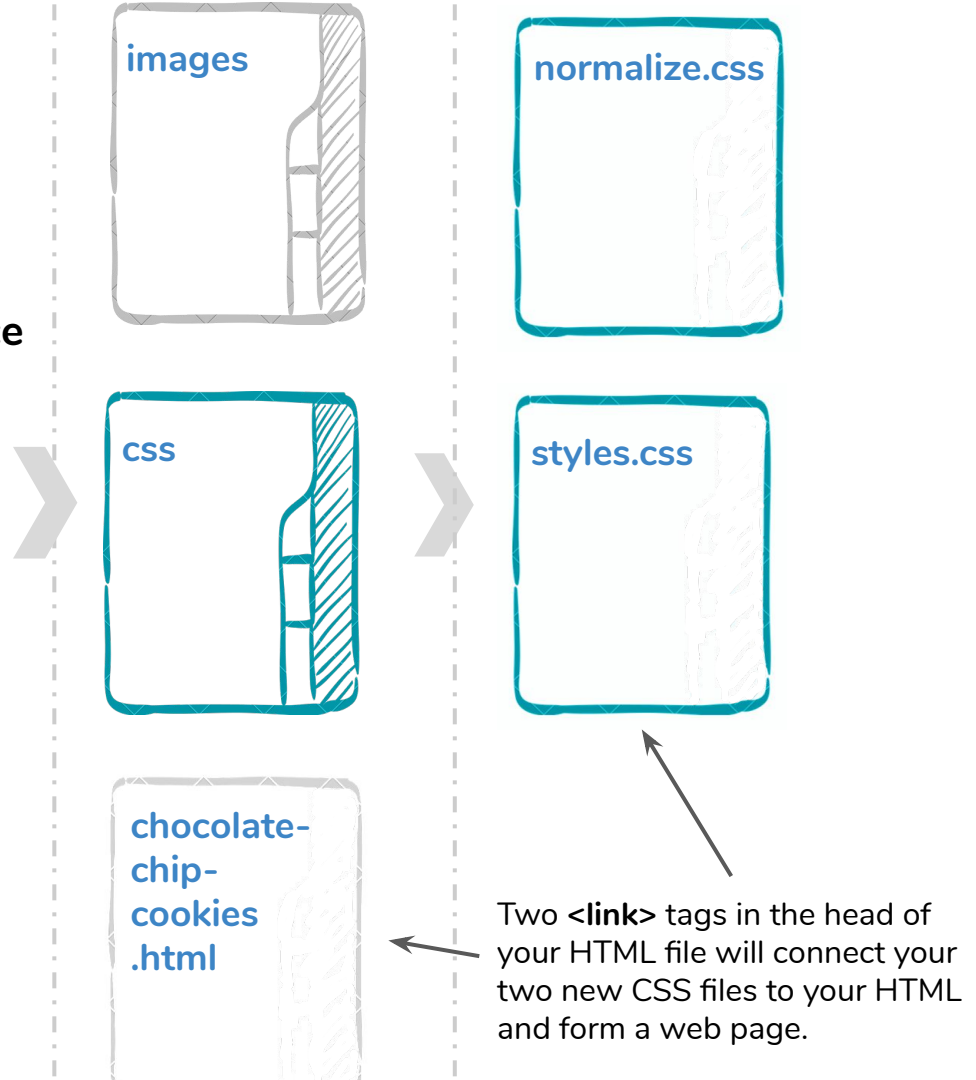 images
normalize.css
css
styles.css
chocolate-
chip-
cookies
.html
Two <link> tags in the head of
your HTML file will connect your
two new CSS files to your HTML
and form a web page.